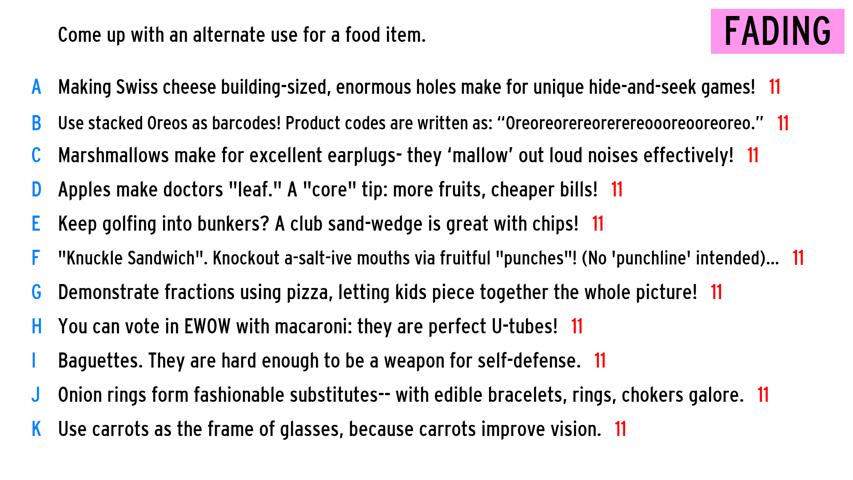 Come up with an alternate use for a food item.
FADING
A Making Swiss cheese building-sized, enormous holes make for unique hide-and-seek games! 11
B Use stacked Oreos as barcodes! Product codes are written as: “Oreoreorereorerereoooreooreoreo.” 11
C Marshmallows make for excellent earplugs- they ‘mallow’ out loud noises effectively! 11
D Apples make doctors "leaf." A "core" tip: more fruits, cheaper bills! 11
E Keep golfing into bunkers? A club sand-wedge is great with chips! 11
F "Knuckle Sandwich". Knockout a-salt-ive mouths via fruitful "punches"! (No 'punchline' intended)... 11
G Demonstrate fractions using pizza, letting kids piece together the whole picture! 11
H You can vote in EWOW with macaroni: they are perfect U-tubes! 11
I Baguettes. They are hard enough to be a weapon for self-defense. 11
J Onion rings form fashionable substitutes-- with edible bracelets, rings, chokers galore. 11
K Use carrots as the frame of glasses, because carrots improve vision. 11